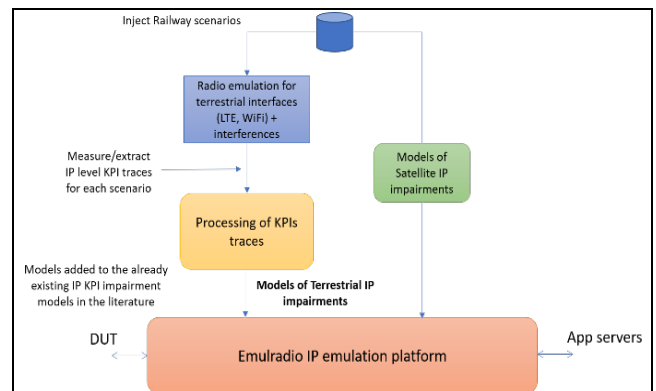 Inject Railway scenarios
Radio emulation for
terrestrial interfaces
(LTE, WiFi) +
interferences
Measure/extract
IP level KPI traces
for each scenario
Models of
Satellite IP
impairments
Processing of KPIs
traces
Models added to the already
existing IP KPI impairment
models in the literature
Models of Terrestrial IP
impairments
DUT
Emulradio IP emulation platform
App servers